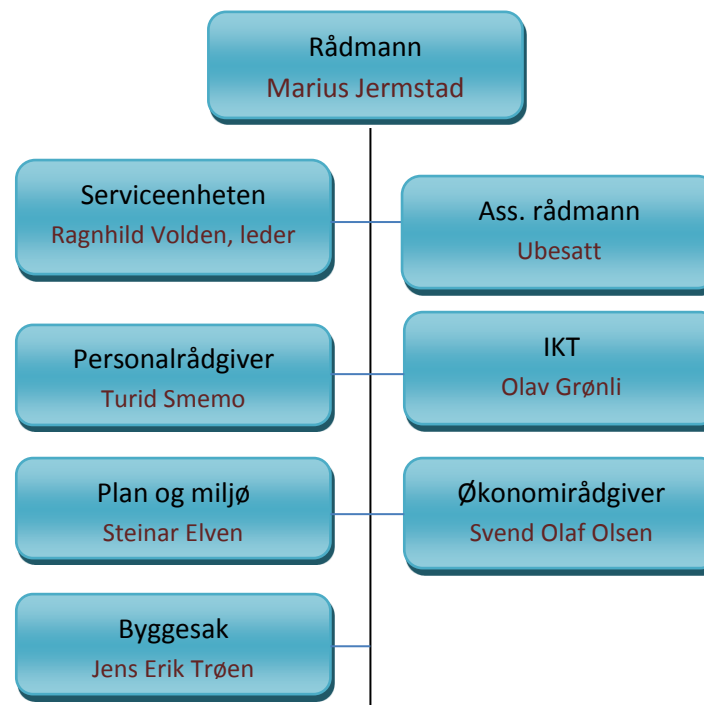 Rådmann
Marius Jermstad
Serviceenheten
Ragnhild Volden, leder
Ass. rådmann
Ubesatt
Personalrådgiver
Turid Smemo
IKT
Olav Grønli
Plan og miljø
Steinar Elven
Økonomirådgiver
Svend Olaf Olsen
Byggesak
Jens Erik Trøen